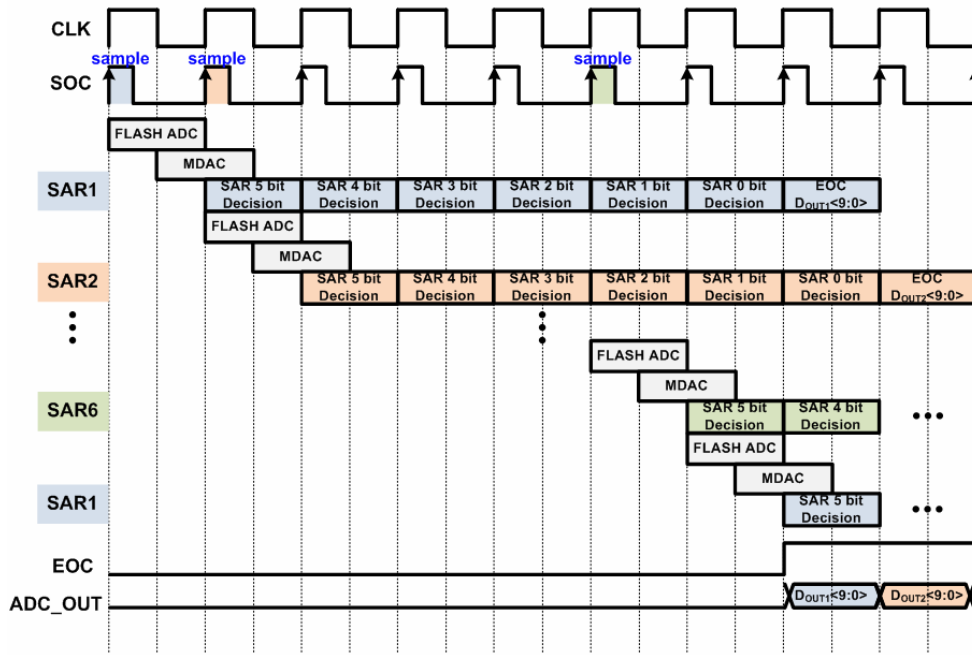 CLK
sample sample sample
SOC
FLASH ADC
MDAC
SAR1
SAR 5 bit Decision
SAR 4 bit Decision
SAR 3 bit Decision
SAR 2 bit Decision
SAR 1 bit Decision
SAR 0 bit Decision
EOC DOUT1<9:0>
FLASH ADC
MDAC
SAR2
SAR 5 bit Decision
SAR 4 bit Decision
SAR 3 bit Decision
SAR 2 bit Decision
SAR 1 bit Decision
SAR 0 bit Decision
EOC DOUT2<9:0>
FLASH ADC
MDAC
SAR6
SAR 5 bit Decision
SAR 4 bit Decision
FLASH ADC
MDAC
SAR1
SAR 5 bit Decision
EOC
ADC_OUT
DOUT1<9:0>
DOUT2<9:0>